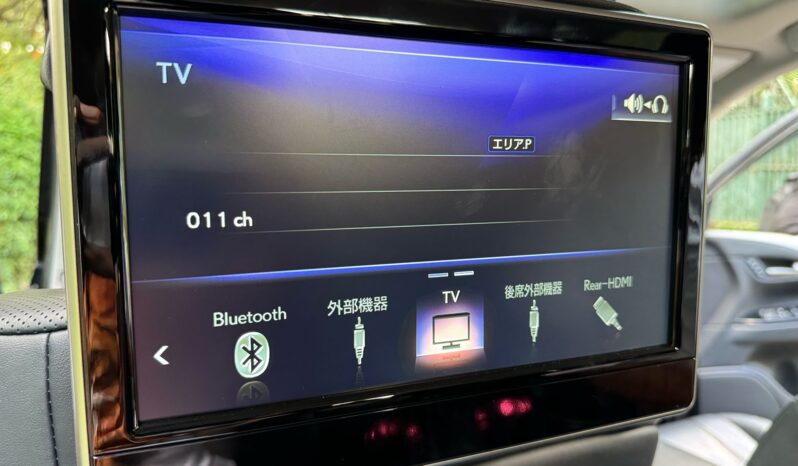 TV
エリア.P
011 ch
Bluetooth
外部機器
TV
後席外部機器
Rear-HDMI